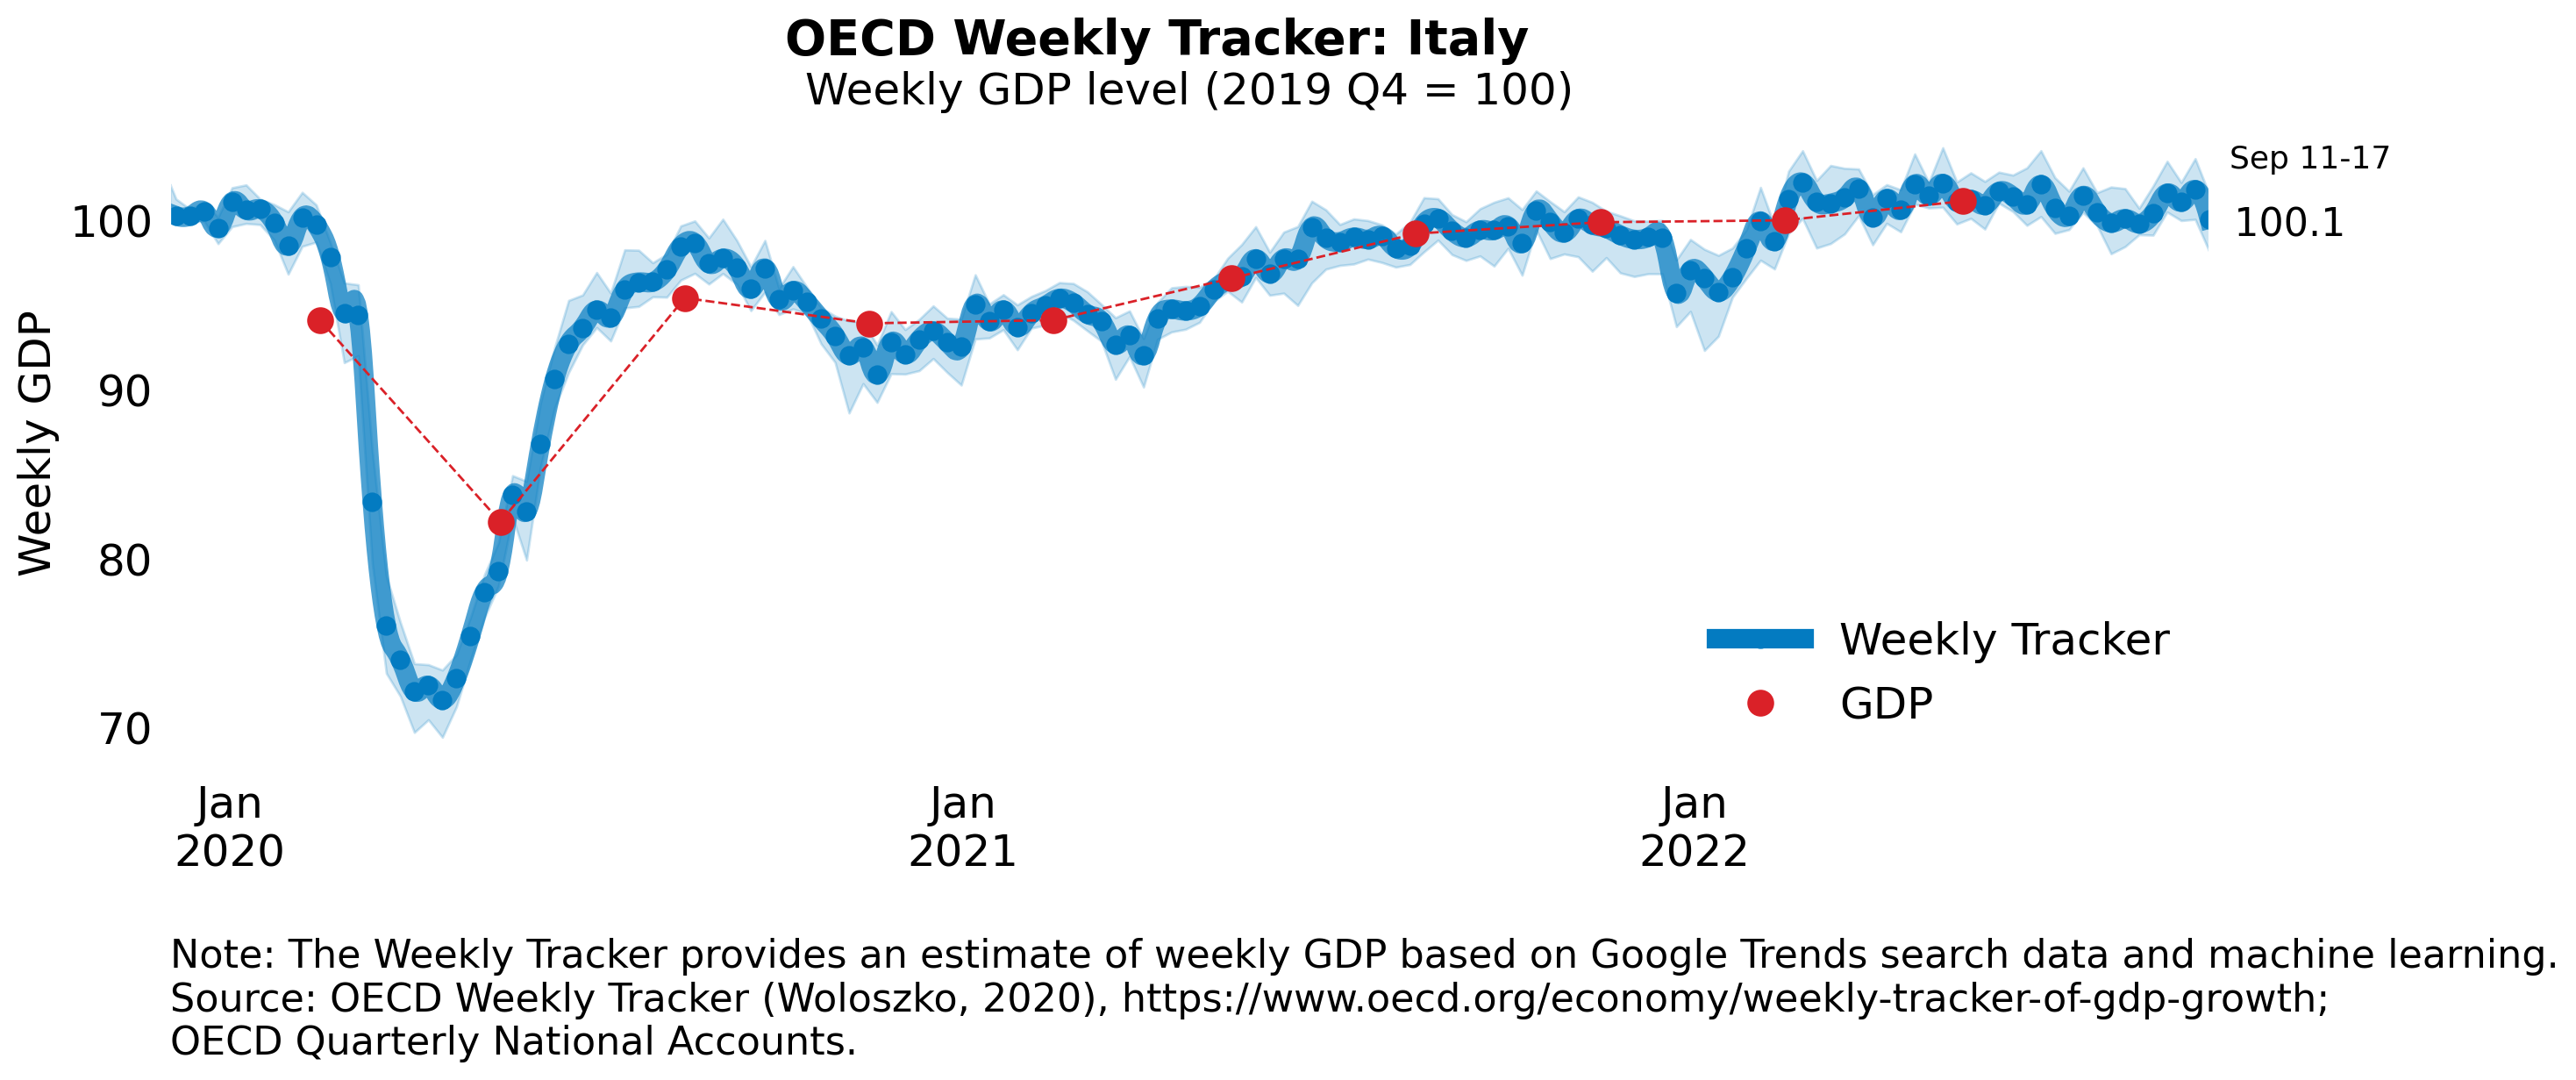 OECD Weekly Tracker: Italy
Weekly GDP level (2019 Q4 = 100)
Sep 11-17
100.1
Weekly GDP
100
90
80
70
Weekly Tracker
GDP
Jan
2020
Jan
2021
Jan
2022
Note: The Weekly Tracker provides an estimate of weekly GDP based on Google Trends search data and machine learning.
Source: OECD Weekly Tracker (Woloszko, 2020), https://www.oecd.org/economy/weekly-tracker-of-gdp-growth;
OECD Quarterly National Accounts.